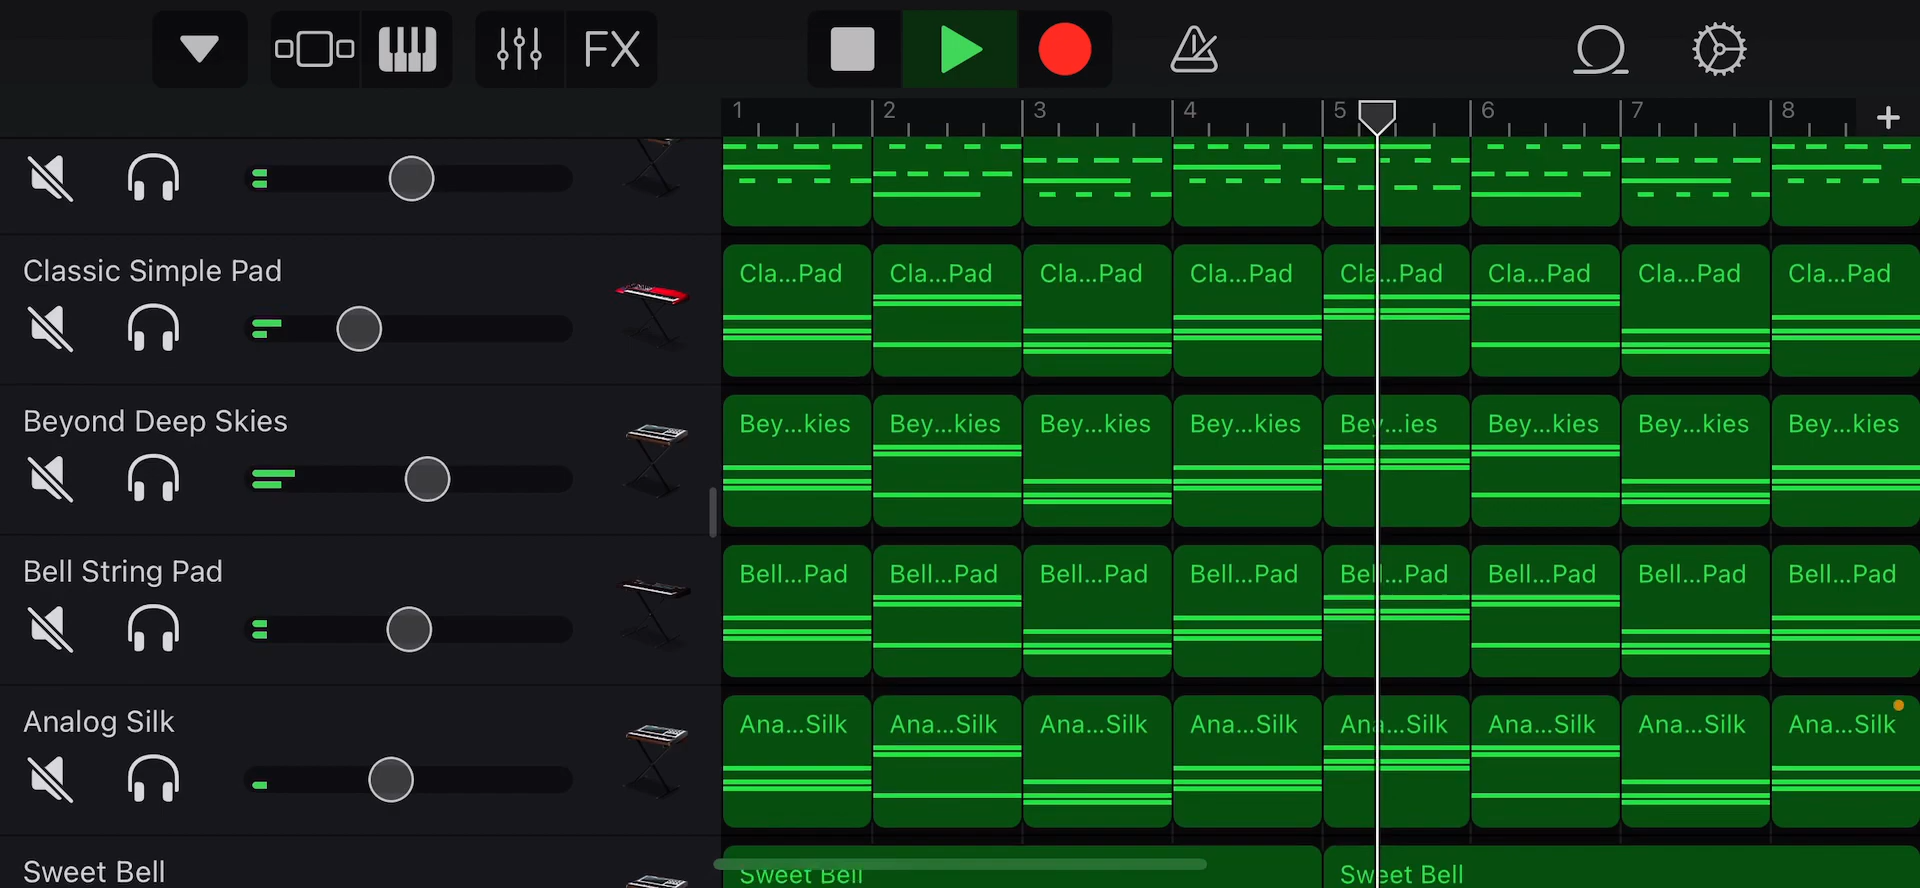 FX
1 2 3 4 5 6 7 8 +
Classic Simple Pad
Cla...Pad Cla...Pad Cla...Pad Cla...Pad Cla...Pad Cla...Pad Cla...Pad Cla...Pad
Beyond Deep Skies
Bey...kies Bey...kies Bey...kies Bey...kies Bey...ies Bey...kies Bey...kies Bey...kies
Bell String Pad
Bell...Pad Bell...Pad Bell...Pad Bell...Pad Bell...Pad Bell...Pad Bell...Pad Bell...Pad
Analog Silk
Ana...Silk Ana...Silk Ana...Silk Ana...Silk Ana...Silk Ana...Silk Ana...Silk Ana...Silk
Sweet Bell
Sweet Bell Sweet Bell